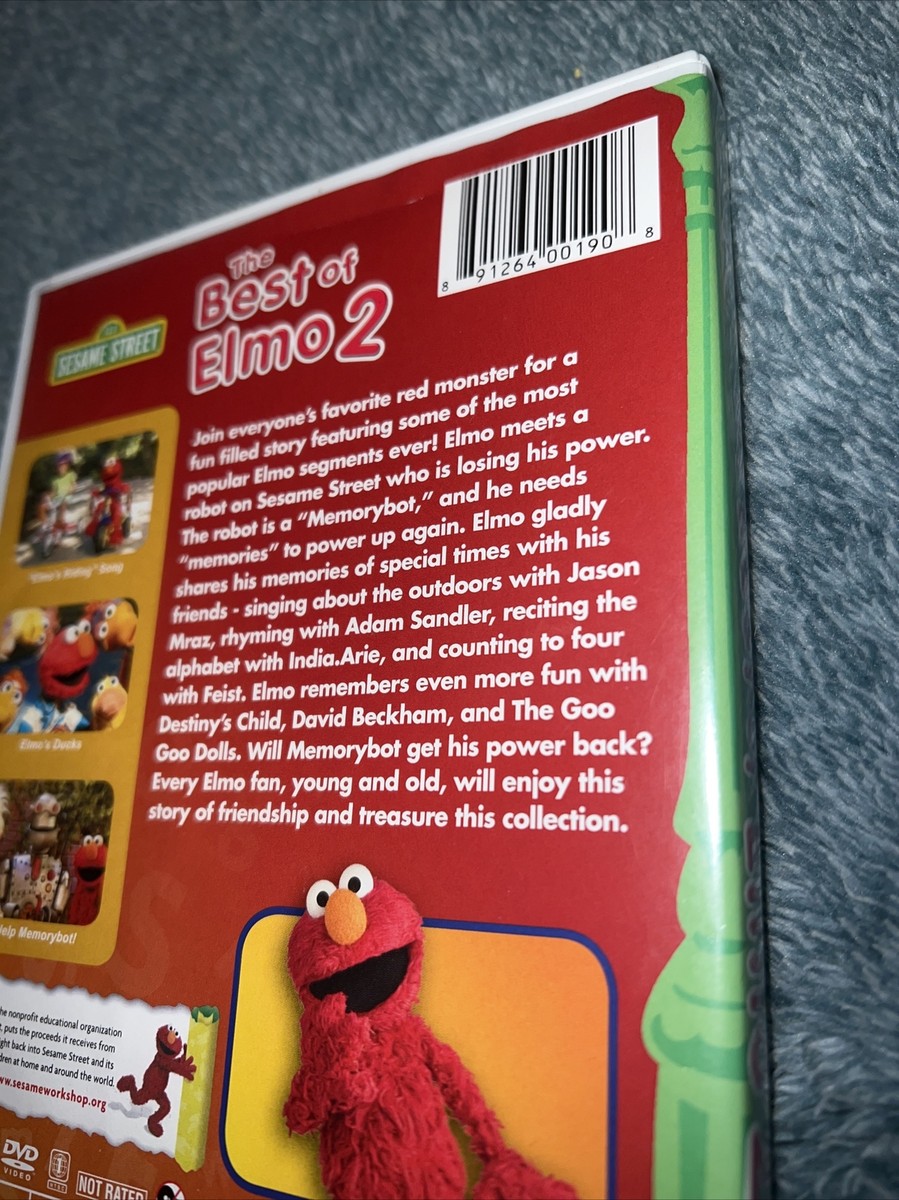 8 91264 00190 8
The
Best of
Elmo 2
SESAME STREET
Join everyone's favorite red monster for a
fun filled story featuring some of the most
popular Elmo segments ever! Elmo meets a
robot on Sesame Street who is losing his power.
The robot is a "Memorybot," and he needs
"memories" to power up again. Elmo gladly
shares his memories of special times with his
friends - singing about the outdoors with Jason
Mraz, rhyming with Adam Sandler, reciting the
alphabet with India.Arie, and counting to four
with Feist. Elmo remembers even more fun with
Destiny's Child, David Beckham, and The Goo
Goo Dolls. Will Memorybot get his power back?
Every Elmo fan, young and old, will enjoy this
story of friendship and treasure this collection.
"Elmo's Riding" Song
Elmo's Ducks
elp Memorybot!
he nonprofit educational organization
, puts the proceeds it receives from
ght back into Sesame Street and its
dren at home and around the world.
ww.sesameworkshop.org
DVD
VIDEO
NTSC
NOT RATED